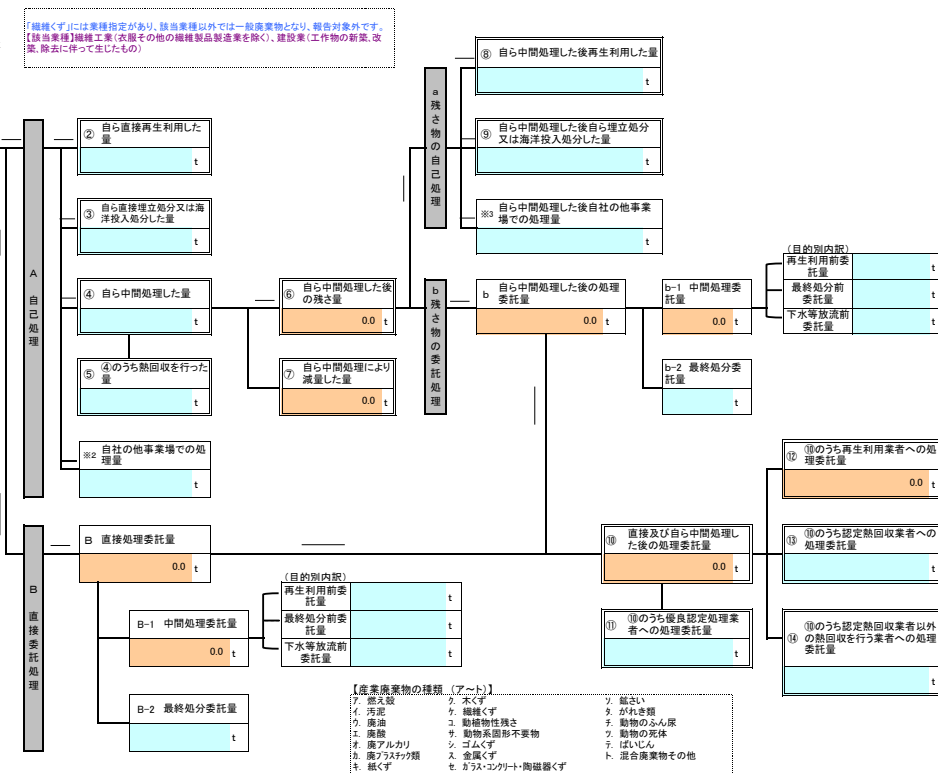 「繊維くず」には業種指定があり、該当業種以外では一般廃棄物となり、報告対象外です。
【該当業種】繊維工業（衣服その他の繊維製品製造業を除く）、建設業（工作物の新築、改
築、除去に伴って生じたもの）
a 残さ物の自己処理
⑧ 自ら中間処理した後再生利用した量
t
⑨ 自ら中間処理した後自ら埋立処分
又は海洋投入処分した量
t
※3 自ら中間処理した後自社の他事業
場での処理量
t
A 自己処理
② 自ら直接再生利用した
量
t
③ 自ら直接埋立処分又は海
洋投入処分した量
t
④ 自ら中間処理した量
t
⑤ ④のうち熱回収を行った
量
t
※2 自社の他事業場での処
理量
t
⑥ 自ら中間処理した後
の残さ量
0.0 t
⑦ 自ら中間処理により
減量した量
0.0 t
b 残さ物の委託処理
b 自ら中間処理した後の処理
委託量
0.0 t
b-1 中間処理委
託量
0.0 t
b-2 最終処分委
託量
t
（目的別内訳）
再生利用前委
託量
t
最終処分前
委託量
t
下水等放流前
委託量
t
B 直接委託処理
B 直接処理委託量
0.0 t
B-1 中間処理委託量
0.0 t
B-2 最終処分委託量
t
（目的別内訳）
再生利用前委
託量
t
最終処分前委
託量
t
下水等放流前
委託量
t
⑩ 直接及び自ら中間処理し
た後の処理委託量
0.0 t
⑪ ⑩のうち優良認定処理業
者への処理委託量
t
⑫ ⑩のうち再生利用業者への処
理委託量
0.0 t
⑬ ⑩のうち認定熱回収業者への
処理委託量
t
⑭ ⑩のうち認定熱回収業者以外
の熱回収を行う業者への処理
委託量
t
【産業廃棄物の種類 （ア～ト）】
ア. 燃え殻
イ. 汚泥
ウ. 廃油
エ. 廃酸
オ. 廃アルカリ
カ. 廃プラスチック類
キ. 紙くず
ク. 木くず
ケ. 繊維くず
コ. 動植物性残さ
サ. 動物系固形不要物
シ. ゴムくず
ス. 金属くず
セ. ガラス・コンクリート・陶磁器くず
ソ. 鉱さい
タ. がれき類
チ. 動物のふん尿
ツ. 動物の死体
テ. ばいじん
ト. 混合廃棄物その他